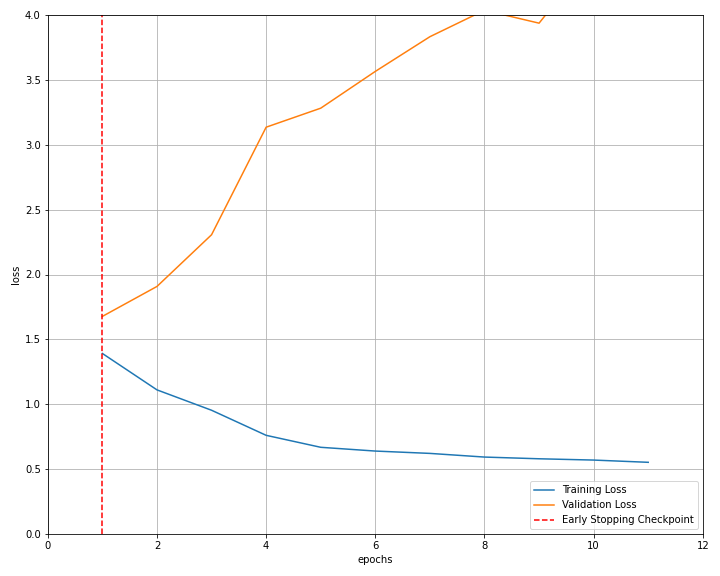 4.0
3.5
3.0
2.5
2.0
1.5
1.0
0.5
0.0
loss
0 2 4 6 8 10 12
epochs
Training Loss
Validation Loss
Early Stopping Checkpoint